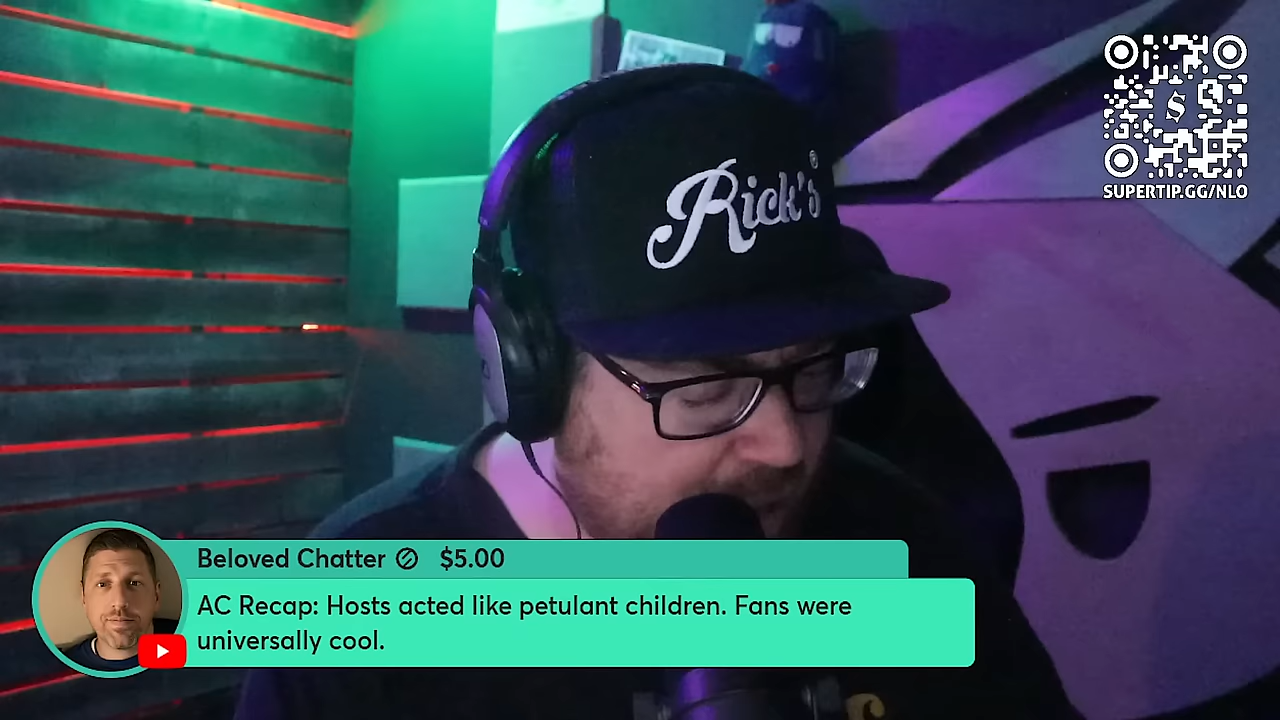 Rick's
SUPERTIP.GG/NLO
Beloved Chatter $5.00
AC Recap: Hosts acted like petulant children. Fans were
universally cool.